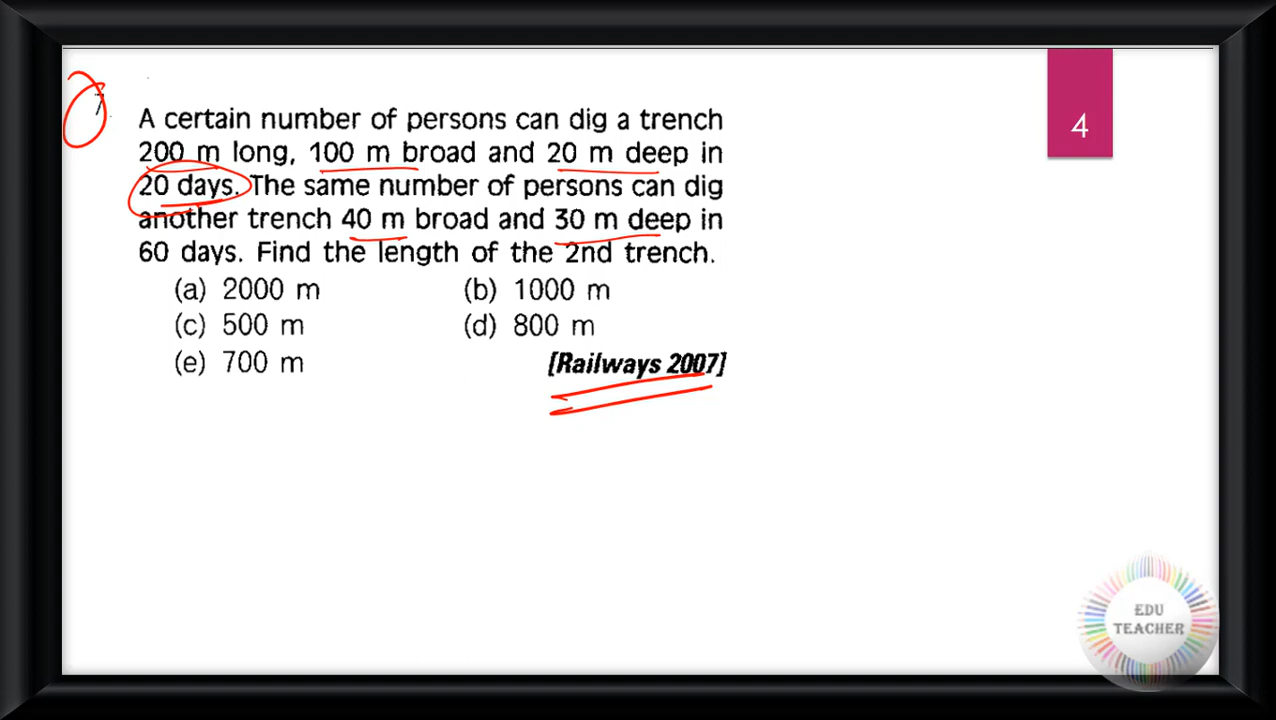 7
4
A certain number of persons can dig a trench
200 m long, 100 m broad and 20 m deep in
20 days. The same number of persons can dig
another trench 40 m broad and 30 m deep in
60 days. Find the length of the 2nd trench.
(a) 2000 m (b) 1000 m
(c) 500 m (d) 800 m
(e) 700 m [Railways 2007]
EDU
TEACHER